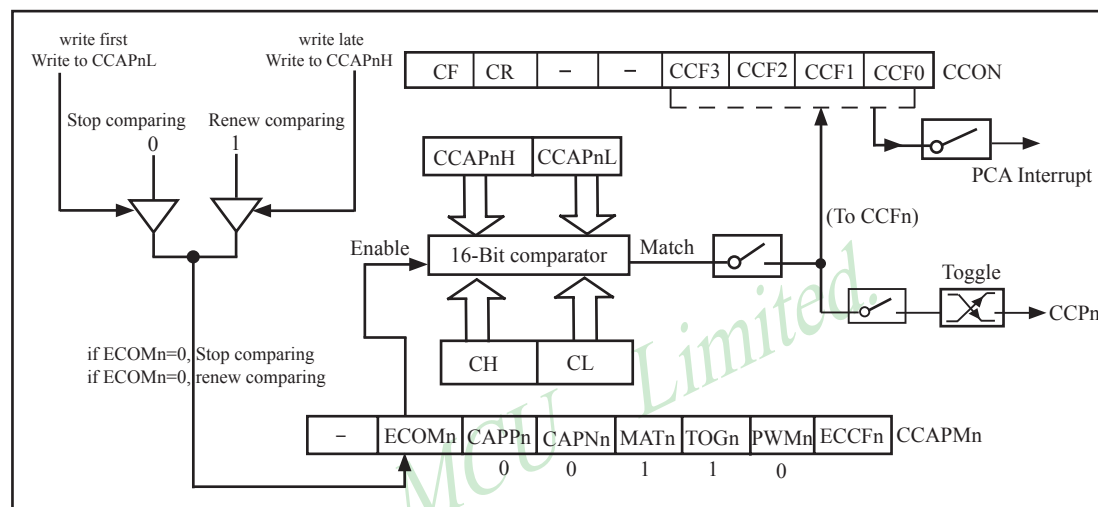 write first
Write to CCAPnL
write late
Write to CCAPnH
CF CR – – CCF3 CCF2 CCF1 CCF0 CCON
Stop comparing
0
Renew comparing
1
CCAPnH CCAPnL
PCA Interrupt
(To CCFn)
Enable
16-Bit comparator
Match
Toggle
CCPn
CH CL
if ECOMn=0, Stop comparing
if ECOMn=0, renew comparing
– ECOMn CAPPn CAPNn MATn TOGn PWMn ECCFn CCAPMn
0 0 1 1 0
MCU Limited.